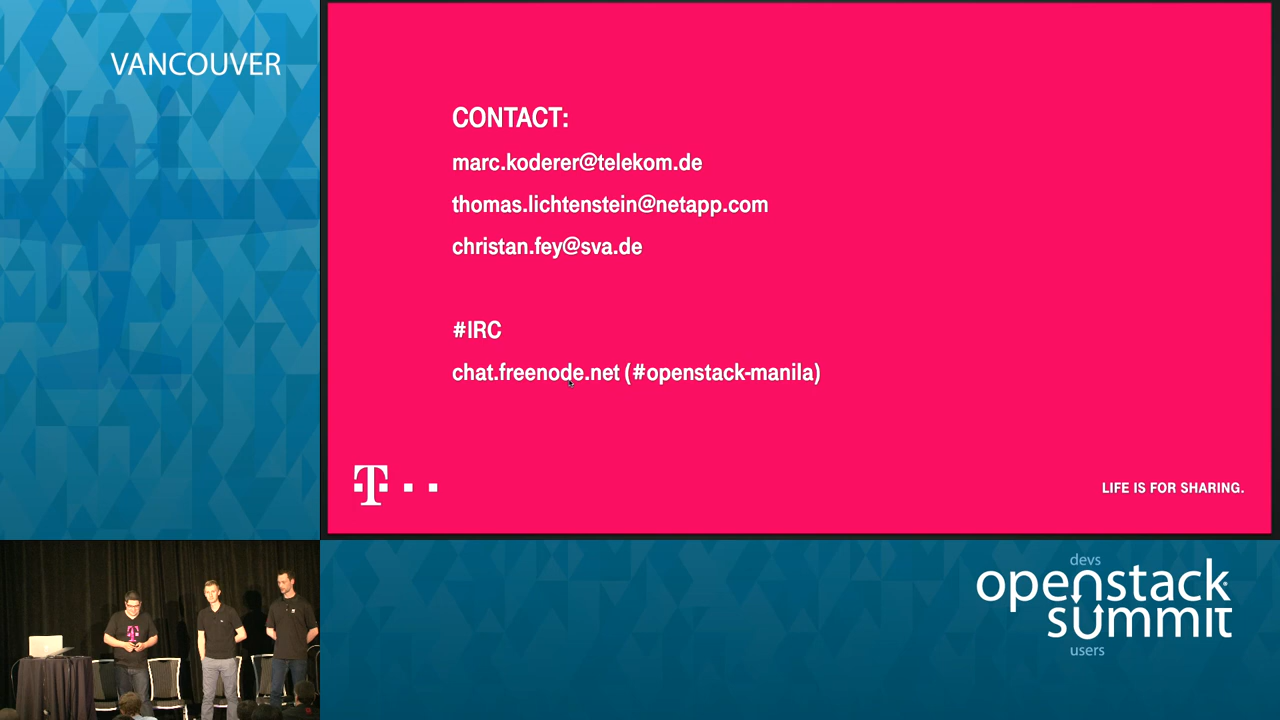 VANCOUVER
CONTACT:
marc.koderer@telekom.de
thomas.lichtenstein@netapp.com
christan.fey@sva.de
#IRC
chat.freenode.net (#openstack-manila)
T
LIFE IS FOR SHARING.
devs
openstack
summit
users
T